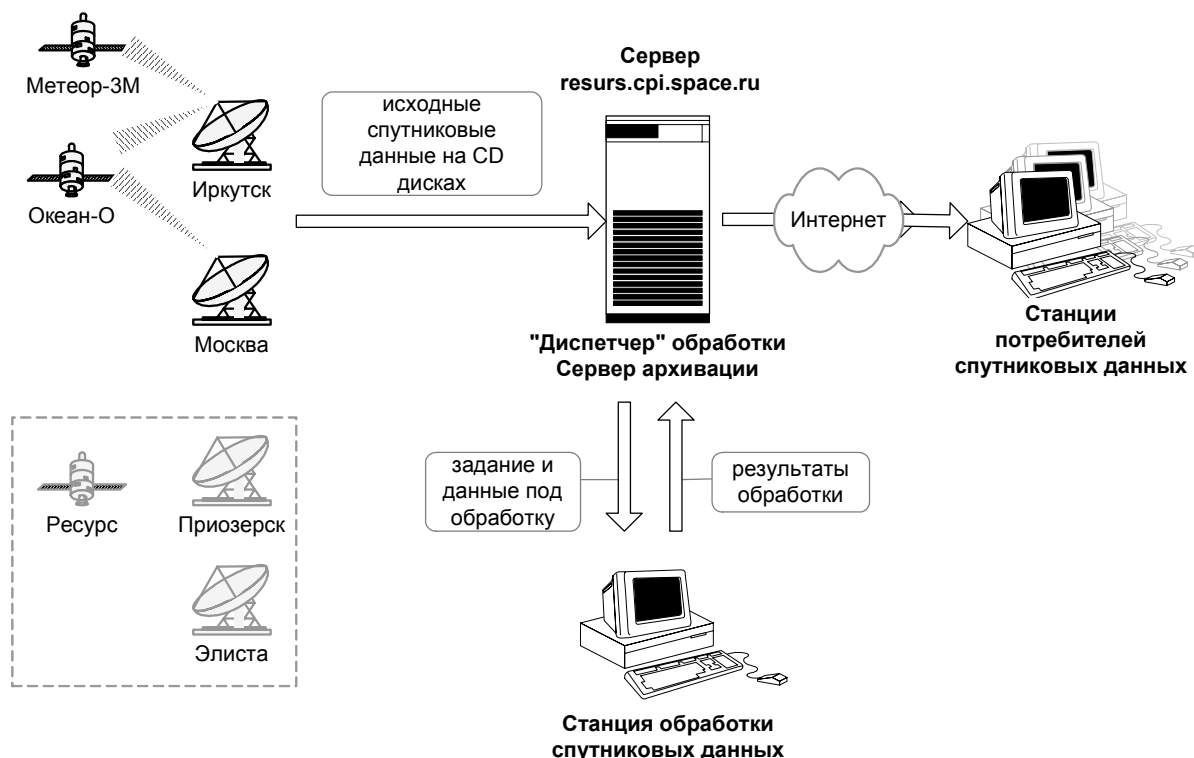 Метеор-3М
Океан-О
Иркутск
Москва
исходные
спутниковые
данные на CD
дисках
Сервер
resurs.cpi.space.ru
"Диспетчер" обработки
Сервер архивации
Интернет
Станции
потребителей
спутниковых данных
Ресурс
Приозерск
Элиста
задание и
данные под
обработку
результаты
обработки
Станция обработки
спутниковых данных